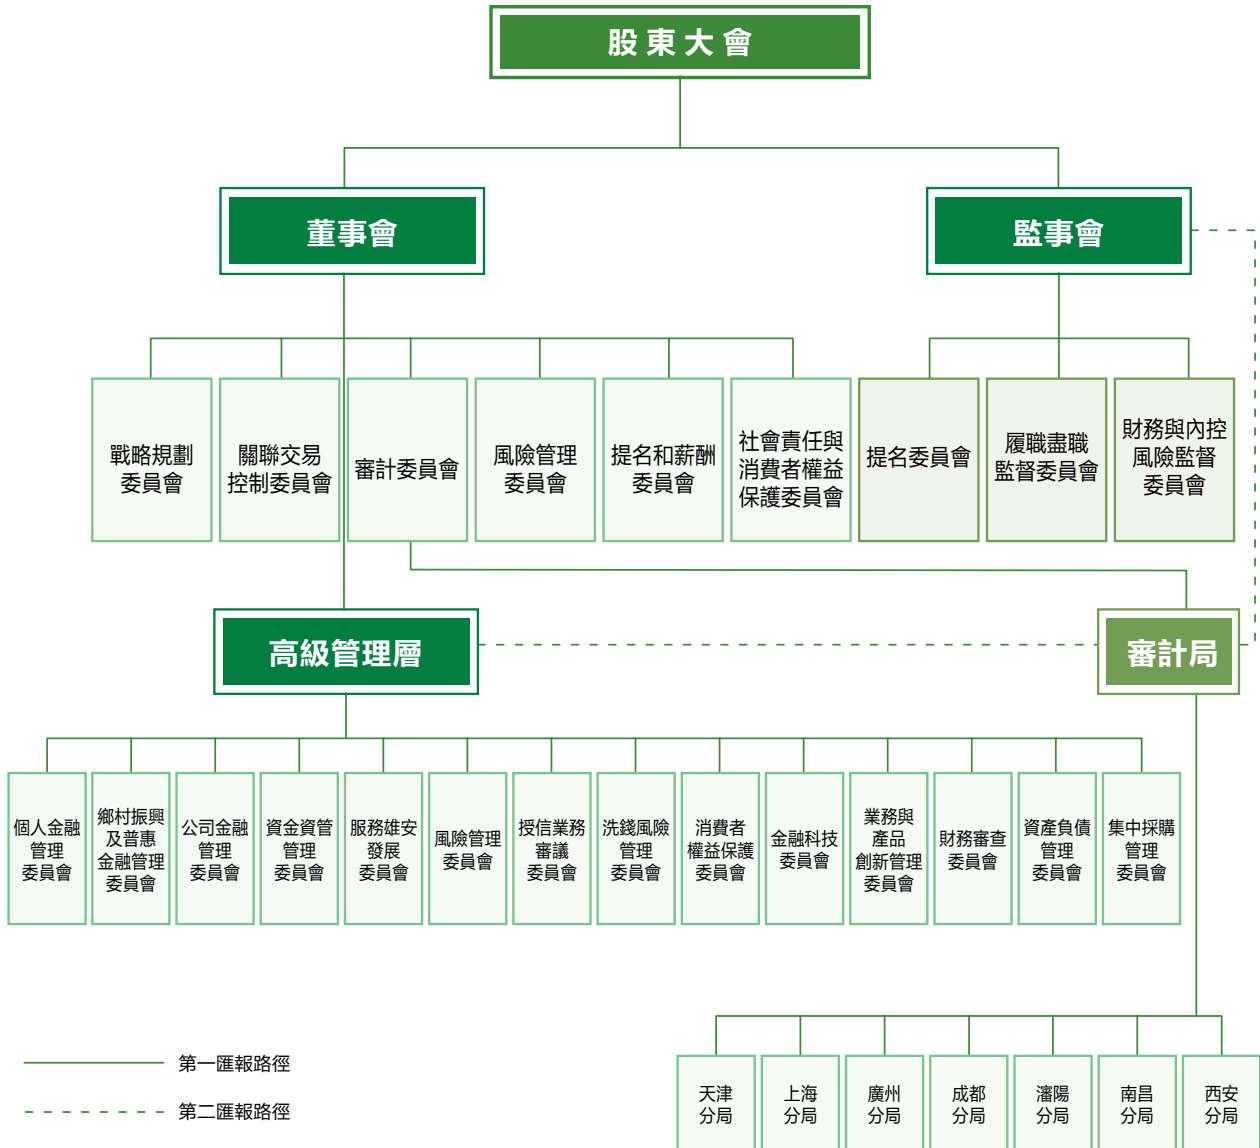 股東大會
董事會
監事會
戰略規劃
委員會
關聯交易
控制委員會
審計委員會
風險管理
委員會
提名和薪酬
委員會
社會責任與
消費者權益
保護委員會
提名委員會
履職盡職
監督委員會
財務與內控
風險監督
委員會
高級管理層
審計局
個人金融
管理
委員會
鄉村振興
及普惠
金融管理
委員會
公司金融
管理
委員會
資金資管
管理
委員會
服務雄安
發展
委員會
風險管理
委員會
授信業務
審議
委員會
洗錢風險
管理
委員會
消費者
權益保護
委員會
金融科技
委員會
業務與
產品
創新管理
委員會
財務審查
委員會
資產負債
管理
委員會
集中採購
管理
委員會
第一匯報路徑
第二匯報路徑
天津
分局
上海
分局
廣州
分局
成都
分局
瀋陽
分局
南昌
分局
西安
分局